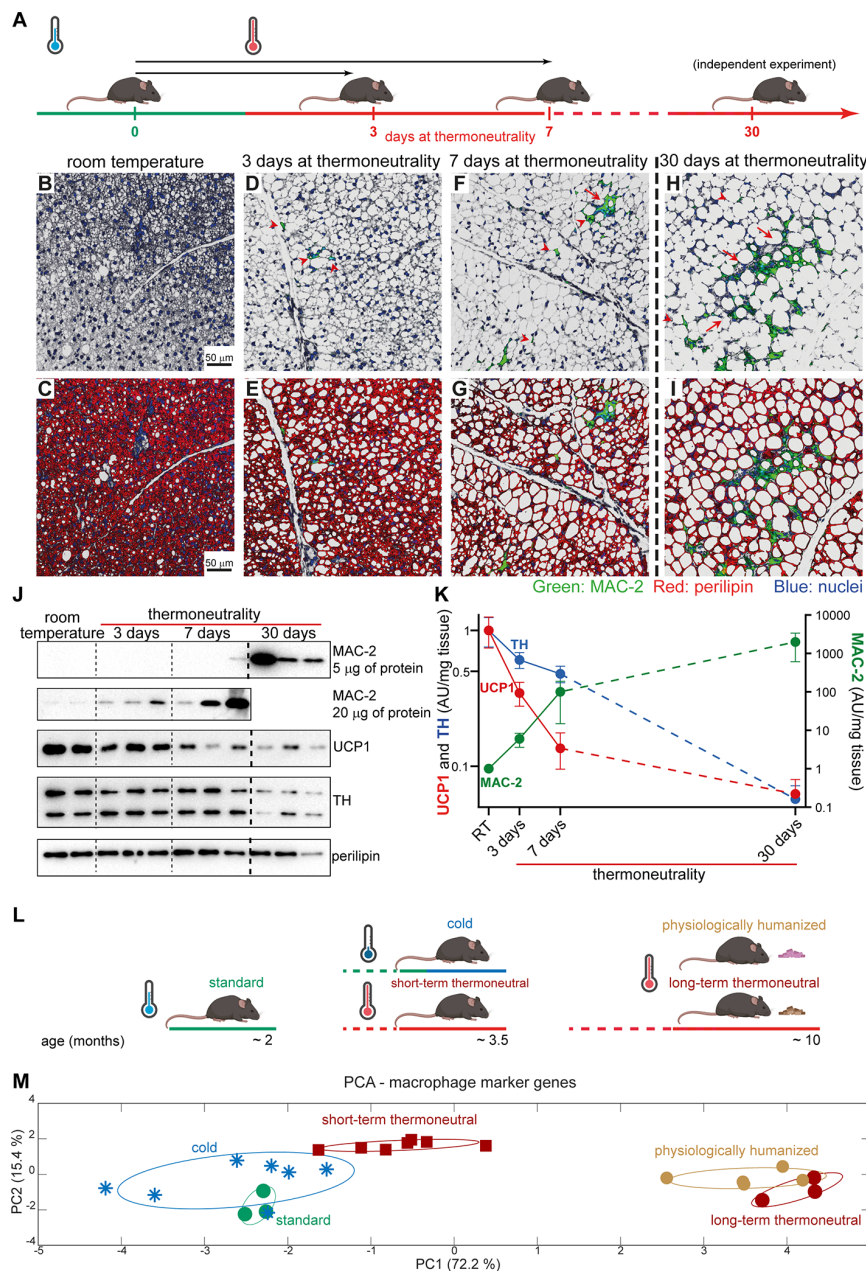 A
(independent experiment)
0
3
days at thermoneutrality
7
30
room temperature
3 days at thermoneutrality
7 days at thermoneutrality
30 days at thermoneutrality
B
D
F
H
50 µm
C
E
G
I
50 µm
Green: MAC-2 Red: perilipin Blue: nuclei
J
room temperature
thermoneutrality
3 days
7 days
30 days
MAC-2
5 µg of protein
MAC-2
20 µg of protein
UCP1
TH
perilipin
K
UCP1 and TH (AU/mg tissue)
1
0.5
0.1
TH
UCP1
MAC-2
10000
1000
100
10
1
0.1
MAC-2
(AU/mg tissue)
RT
3 days
7 days
30 days
thermoneutrality
L
cold
physiologically humanized
standard
short-term thermoneutral
long-term thermoneutral
age (months)
~ 2
~ 3.5
~ 10
M
PCA - macrophage marker genes
PC2 (15.4 %)
4
2
0
-2
-4
short-term thermoneutral
cold
physiologically humanized
standard
long-term thermoneutral
-5
-4
-3
-2
-1
0
1
2
3
4
PC1 (72.2 %)